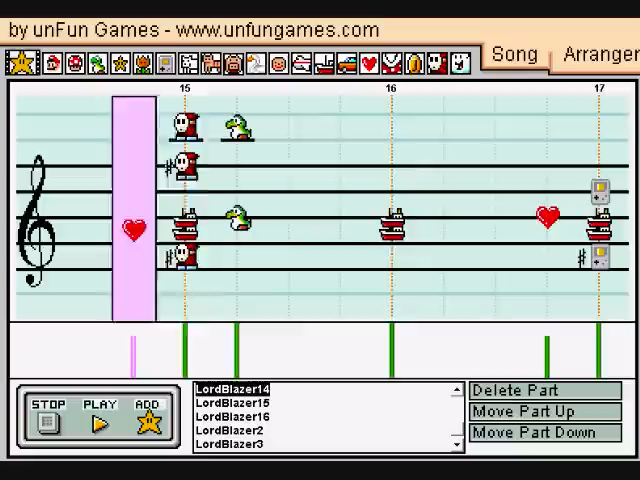 by unFun Games - www.unfungames.com
Song
Arranger
15 16 17
STOP PLAY ADD
LordBlazer14
LordBlazer15
LordBlazer16
LordBlazer2
LordBlazer3
Delete Part
Move Part Up
Move Part Down